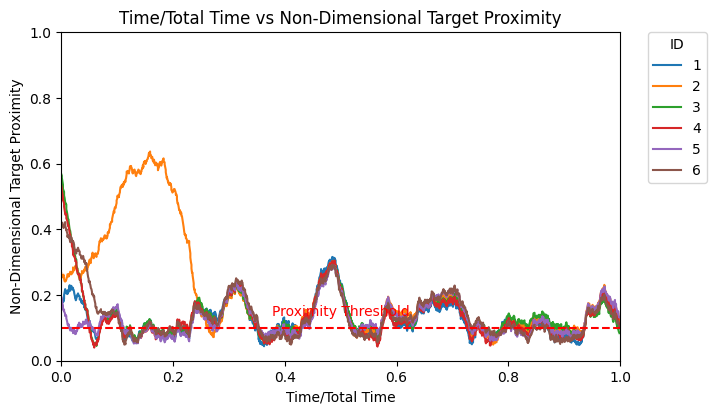 Time/Total Time vs Non-Dimensional Target Proximity
ID
1
2
3
4
5
6
Non-Dimensional Target Proximity
1.0
0.8
0.6
0.4
0.2
0.0
Proximity Threshold
0.0 0.2 0.4 0.6 0.8 1.0
Time/Total Time